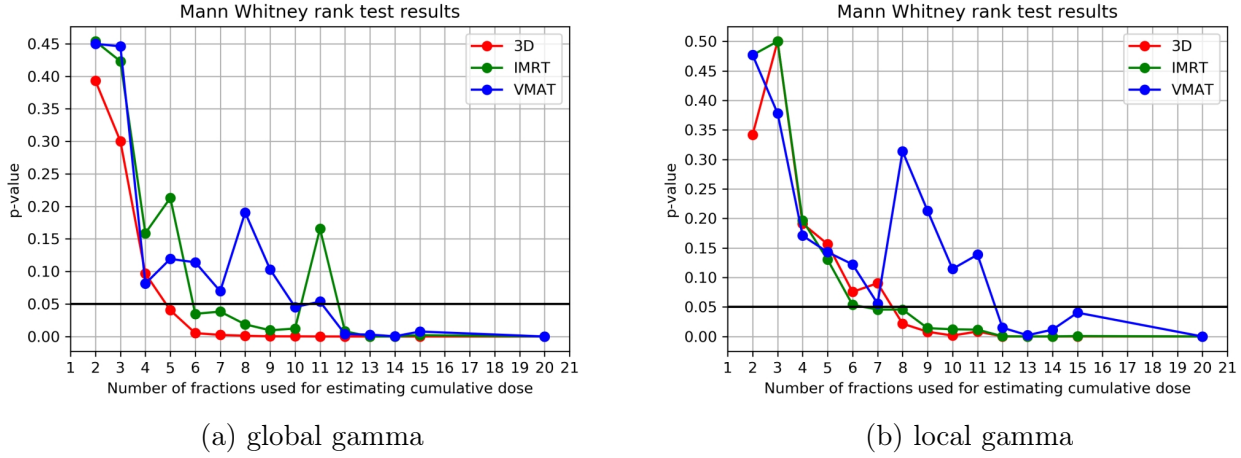 Mann Whitney rank test results
p-value
0.45
0.40
0.35
0.30
0.25
0.20
0.15
0.10
0.05
0.00
3D
IMRT
VMAT
1 2 3 4 5 6 7 8 9 10 11 12 13 14 15 16 17 18 19 20 21
Number of fractions used for estimating cumulative dose
(a) global gamma
Mann Whitney rank test results
p-value
0.50
0.45
0.40
0.35
0.30
0.25
0.20
0.15
0.10
0.05
0.00
3D
IMRT
VMAT
1 2 3 4 5 6 7 8 9 10 11 12 13 14 15 16 17 18 19 20 21
Number of fractions used for estimating cumulative dose
(b) local gamma